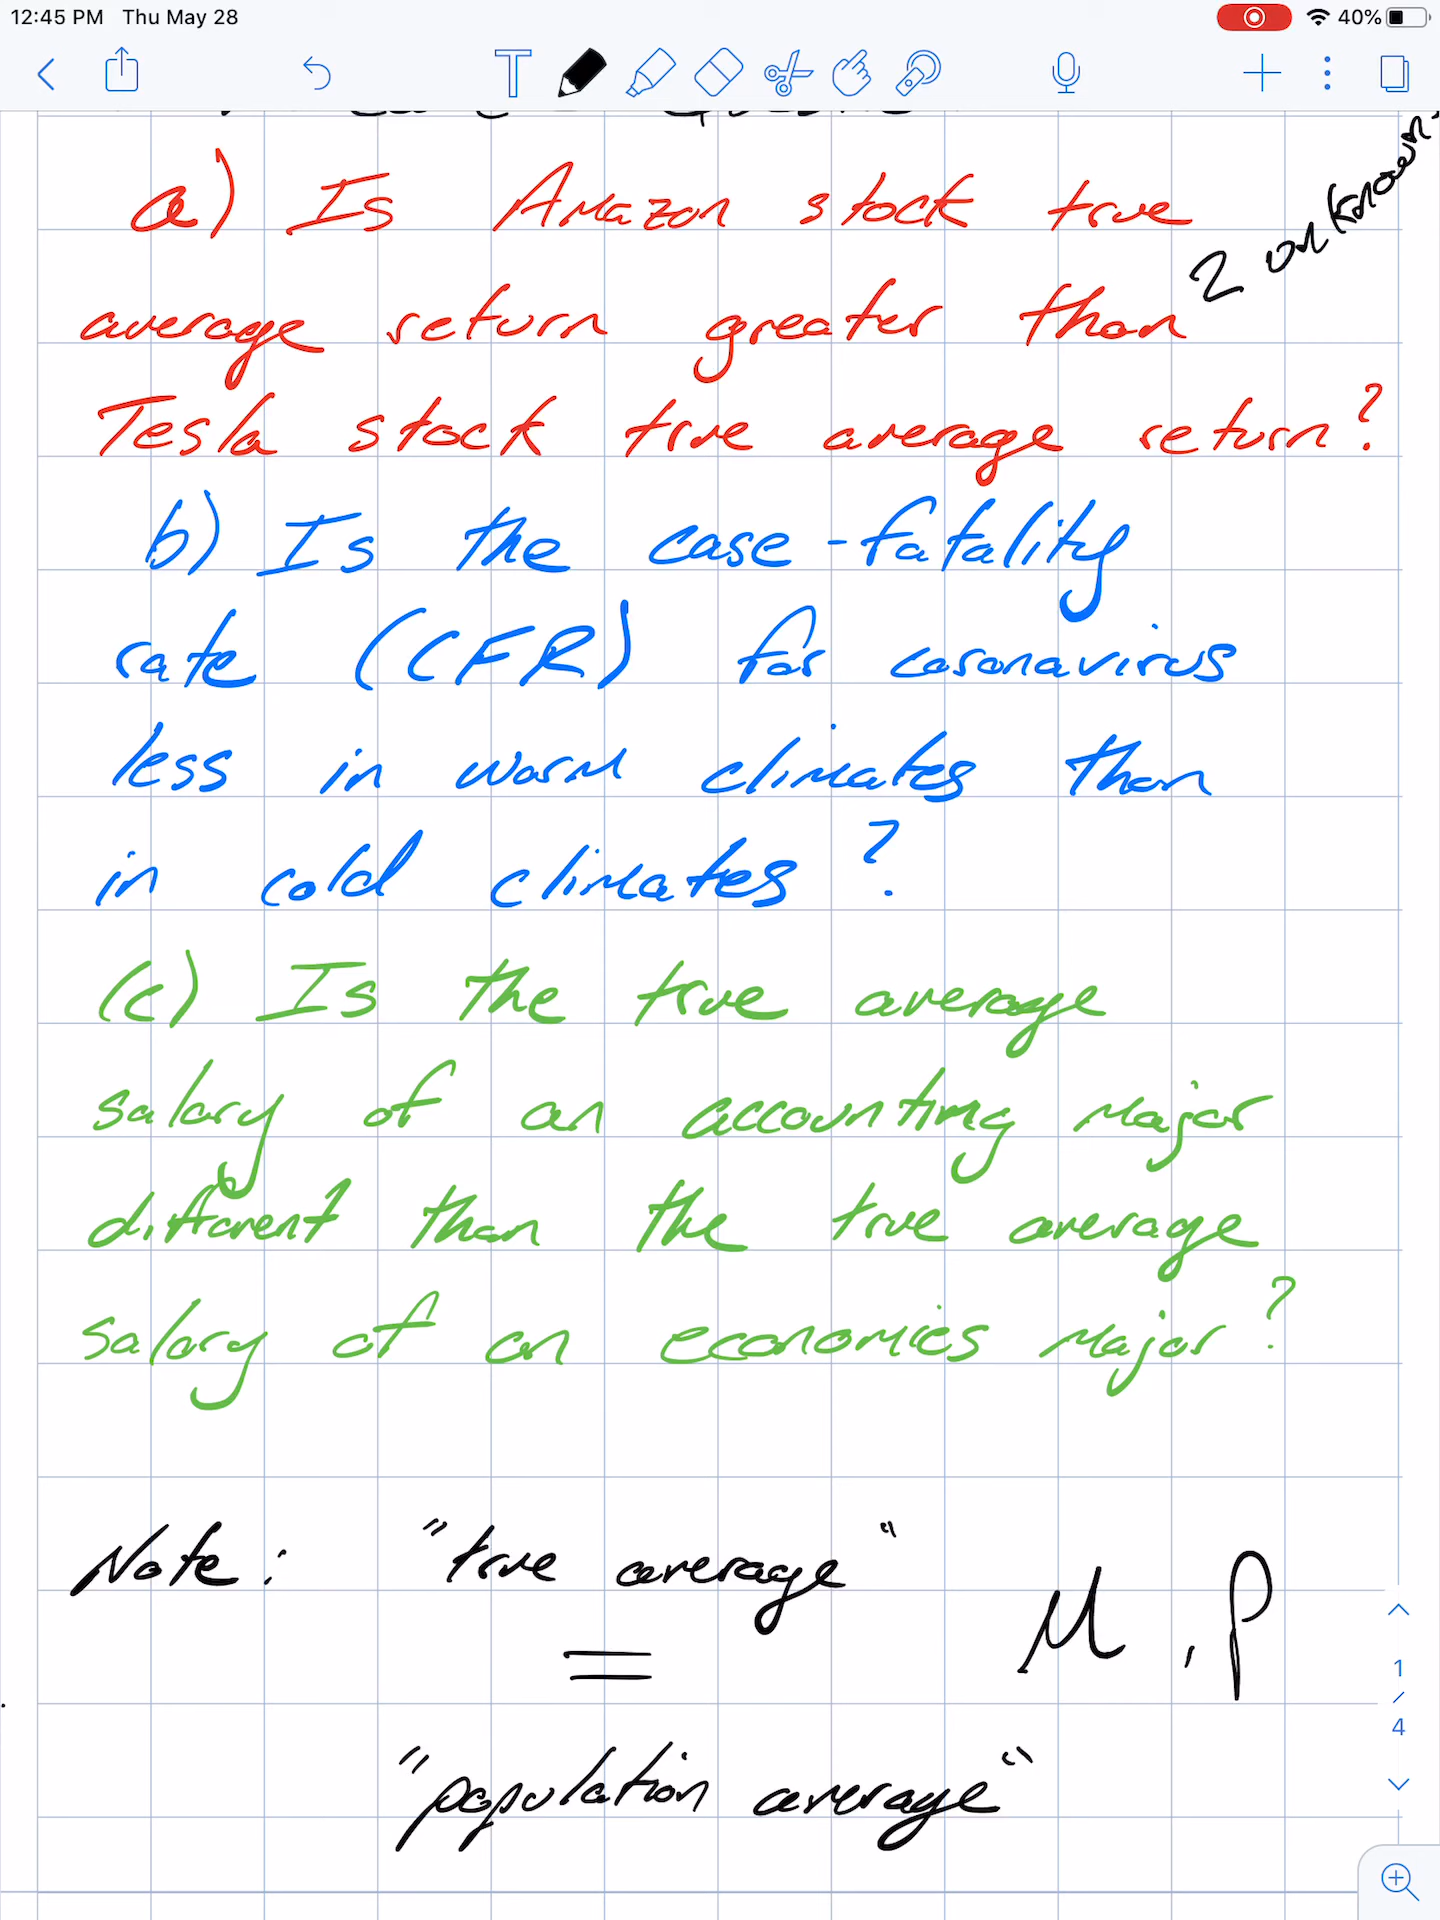 12:45 PM Thu May 28
40%
a) Is Amazon stock true
2 unknown
average return greater than
Tesla stock true average return?
b) Is the case-fatality
rate (CFR) for coronavirus
less in warm climates than
in cold climates?
(c) Is the true average
salary of an accounting major
different than the true average
salary of an economics major?
Note: "true average"
=
μ, p
"population average"
1
/
4